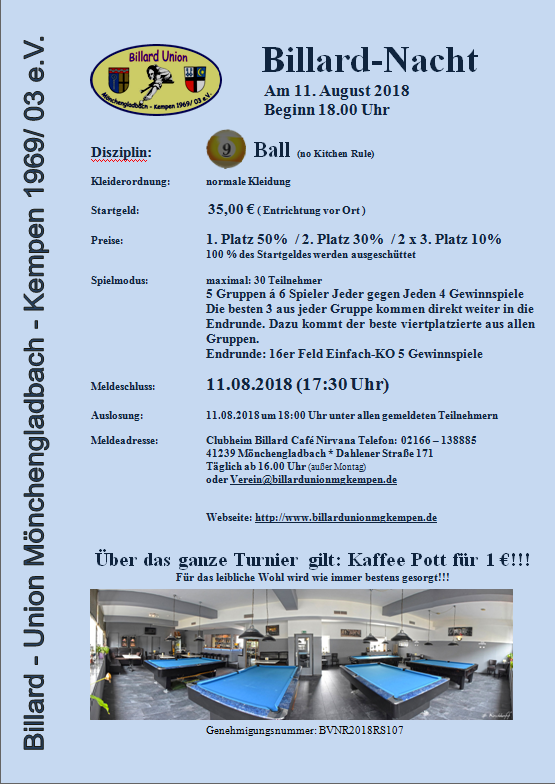 Billard - Union Mönchengladbach - Kempen 1969/ 03 e.V.
Billard Union
Mönchengladbach - Kempen 1969/ 03 e.V.
Billard-Nacht
Am 11. August 2018
Beginn 18.00 Uhr
Disziplin: 9 Ball (no Kitchen Rule)
Kleiderordnung: normale Kleidung
Startgeld: 35,00 € ( Entrichtung vor Ort )
Preise: 1. Platz 50% / 2. Platz 30% / 2 x 3. Platz 10%
100 % des Startgeldes werden ausgeschüttet
Spielmodus: maximal: 30 Teilnehmer
5 Gruppen á 6 Spieler Jeder gegen Jeden 4 Gewinnspiele
Die besten 3 aus jeder Gruppe kommen direkt weiter in die
Endrunde. Dazu kommt der beste viertplatzierte aus allen
Gruppen.
Endrunde: 16er Feld Einfach-KO 5 Gewinnspiele
Meldeschluss: 11.08.2018 (17:30 Uhr)
Auslosung: 11.08.2018 um 18:00 Uhr unter allen gemeldeten Teilnehmern
Meldeadresse: Clubheim Billard Café Nirvana Telefon: 02166 – 138885
41239 Mönchengladbach * Dahlener Straße 171
Täglich ab 16.00 Uhr (außer Montag)
oder Verein@billardunionmgkempen.de
Webseite: http://www.billardunionmgkempen.de
Über das ganze Turnier gilt: Kaffee Pott für 1 €!!!
Für das leibliche Wohl wird wie immer bestens gesorgt!!!
Genehmigungsnummer: BVNR2018RS107